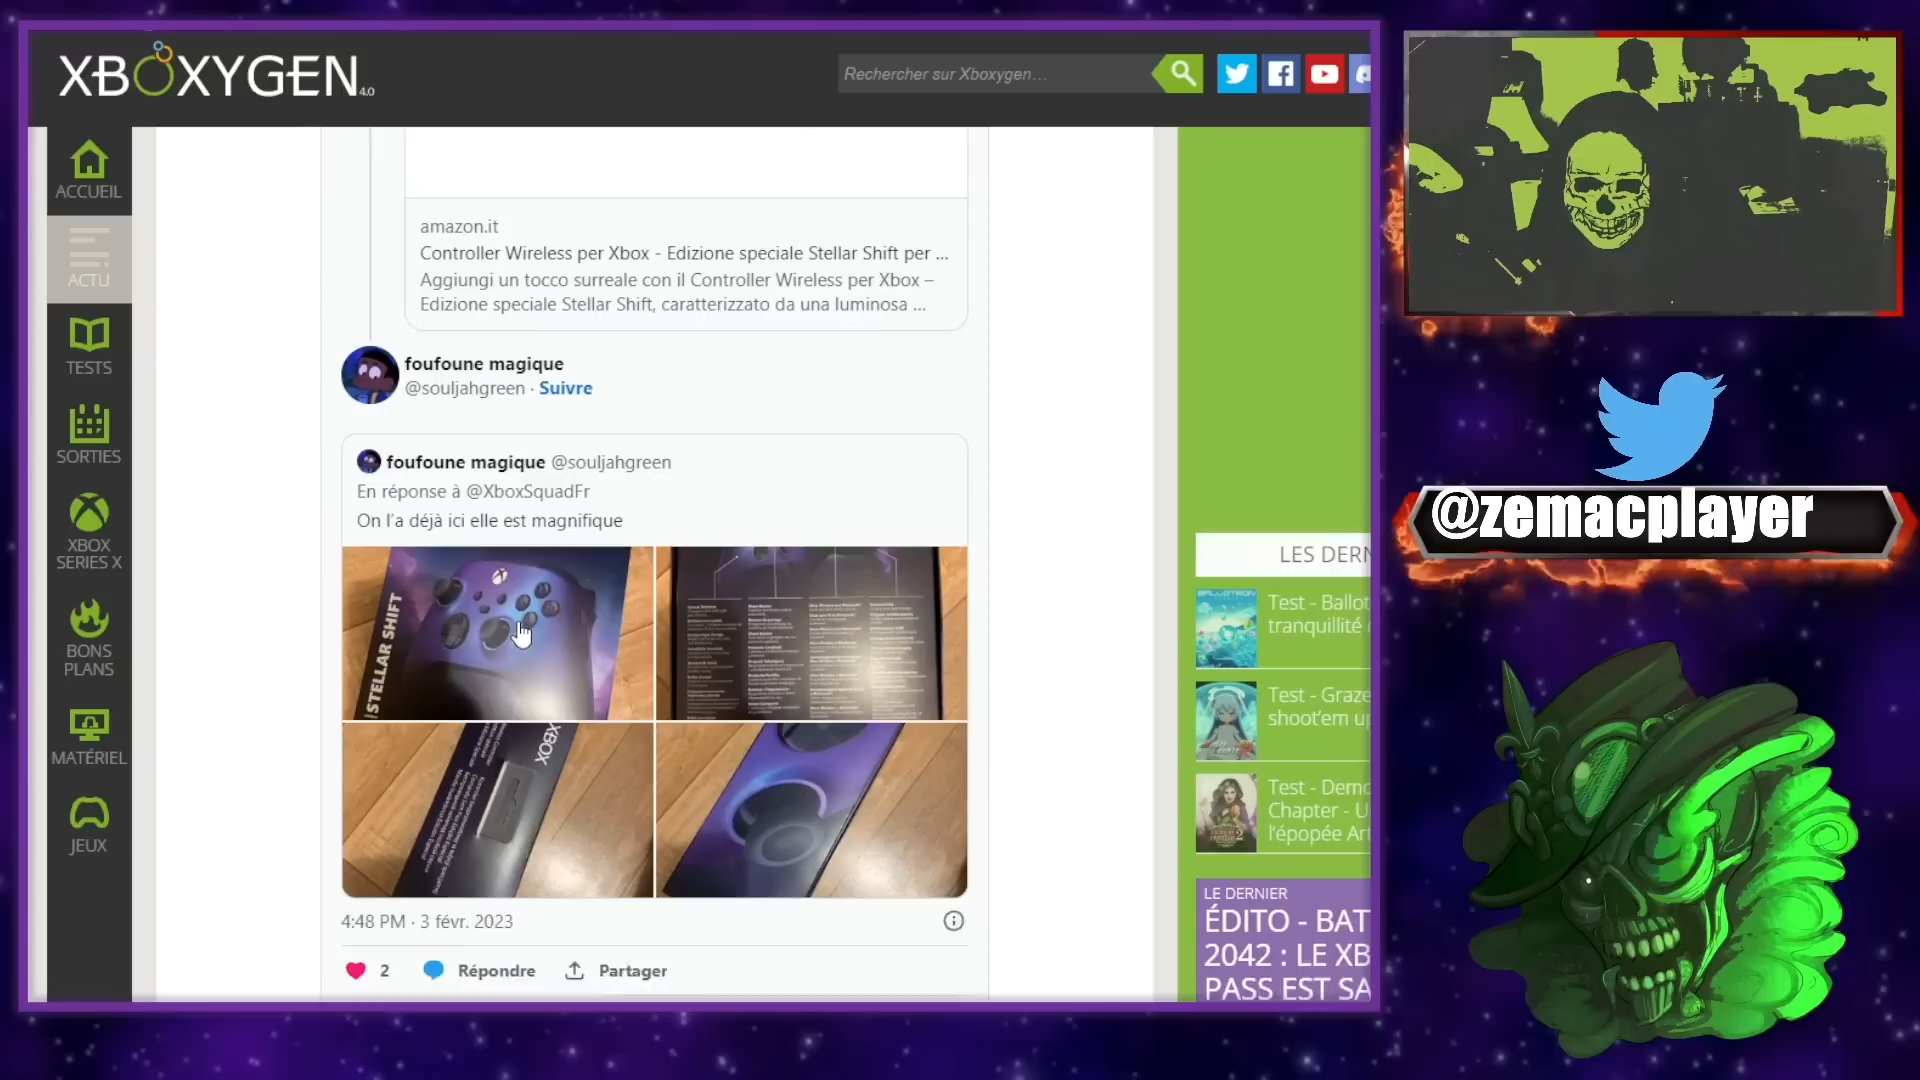 XBOXYGEN 4.0
Rechercher sur Xboxygen...
ACCUEIL
ACTU
TESTS
SORTIES
XBOX
SERIES X
BONS
PLANS
MATÉRIEL
JEUX
amazon.it
Controller Wireless per Xbox - Edizione speciale Stellar Shift per ...
Aggiungi un tocco surreale con il Controller Wireless per Xbox –
Edizione speciale Stellar Shift, caratterizzato da una luminosa ...
foufoune magique
@souljahgreen · Suivre
foufoune magique @souljahgreen
En réponse à @XboxSquadFr
On l'a déjà ici elle est magnifique
STELLAR SHIFT
XBOX
4:48 PM · 3 févr. 2023
2 Répondre Partager
LES DERN
Test - Ballot
tranquillité
Test - Graze
shoot'em up
Test - Demo
Chapter - U
l'épopée Ar
LE DERNIER
ÉDITO - BAT
2042 : LE XB
PASS EST SA
@zemacplayer